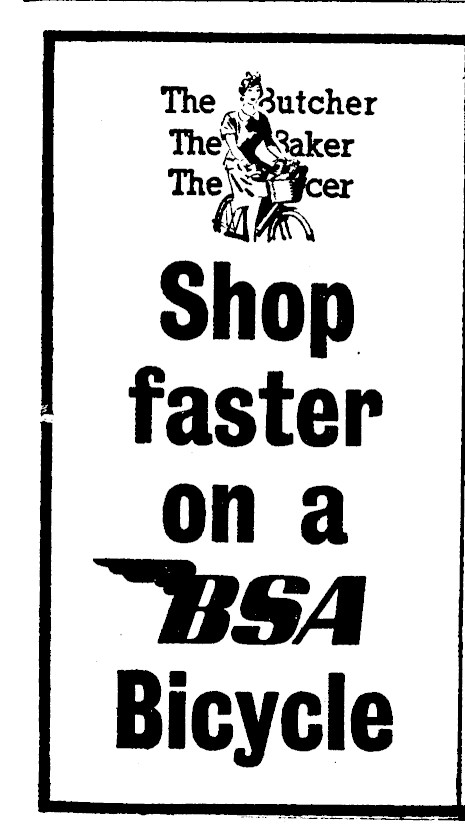 The Butcher
The Baker
The
Shop
faster
on a
BSA
Bicycle